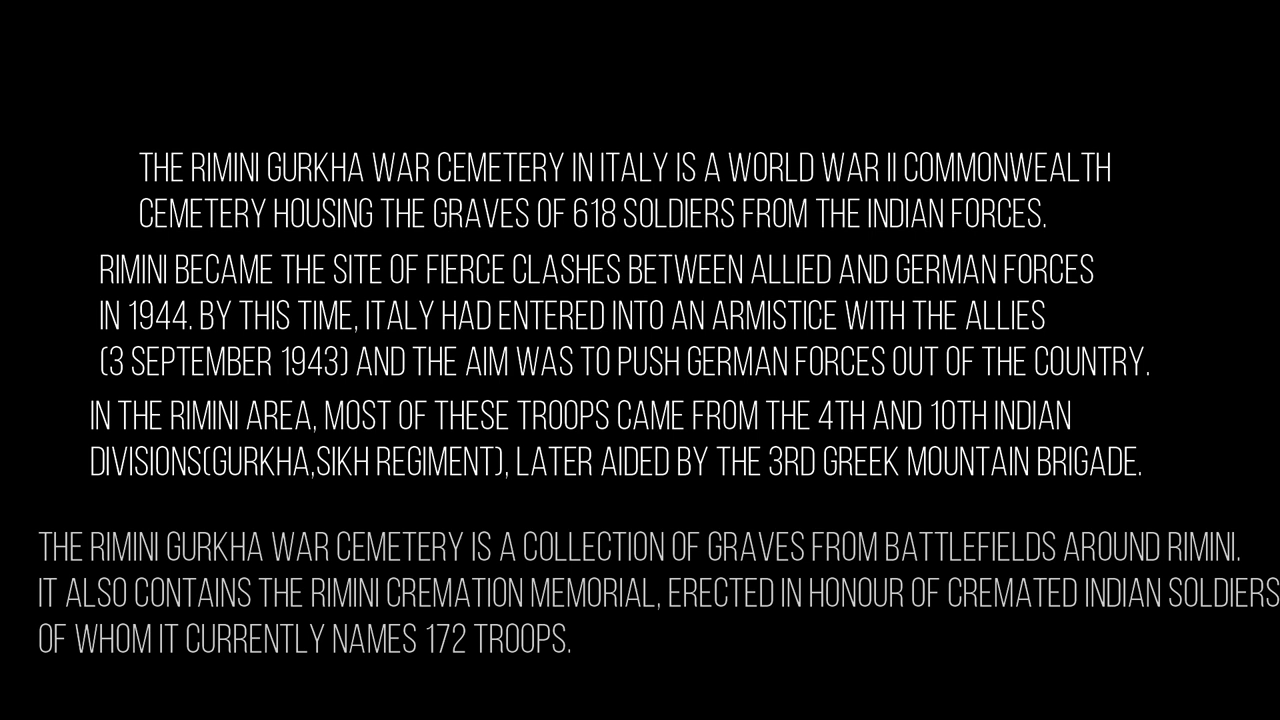 THE RIMINI GURKHA WAR CEMETERY IN ITALY IS A WORLD WAR II COMMONWEALTH
CEMETERY HOUSING THE GRAVES OF 618 SOLDIERS FROM THE INDIAN FORCES.
RIMINI BECAME THE SITE OF FIERCE CLASHES BETWEEN ALLIED AND GERMAN FORCES
IN 1944. BY THIS TIME, ITALY HAD ENTERED INTO AN ARMISTICE WITH THE ALLIES
(3 SEPTEMBER 1943) AND THE AIM WAS TO PUSH GERMAN FORCES OUT OF THE COUNTRY.
IN THE RIMINI AREA, MOST OF THESE TROOPS CAME FROM THE 4TH AND 10TH INDIAN
DIVISIONS(GURKHA,SIKH REGIMENT), LATER AIDED BY THE 3RD GREEK MOUNTAIN BRIGADE.
THE RIMINI GURKHA WAR CEMETERY IS A COLLECTION OF GRAVES FROM BATTLEFIELDS AROUND RIMINI.
IT ALSO CONTAINS THE RIMINI CREMATION MEMORIAL, ERECTED IN HONOUR OF CREMATED INDIAN SOLDIERS
OF WHOM IT CURRENTLY NAMES 172 TROOPS.